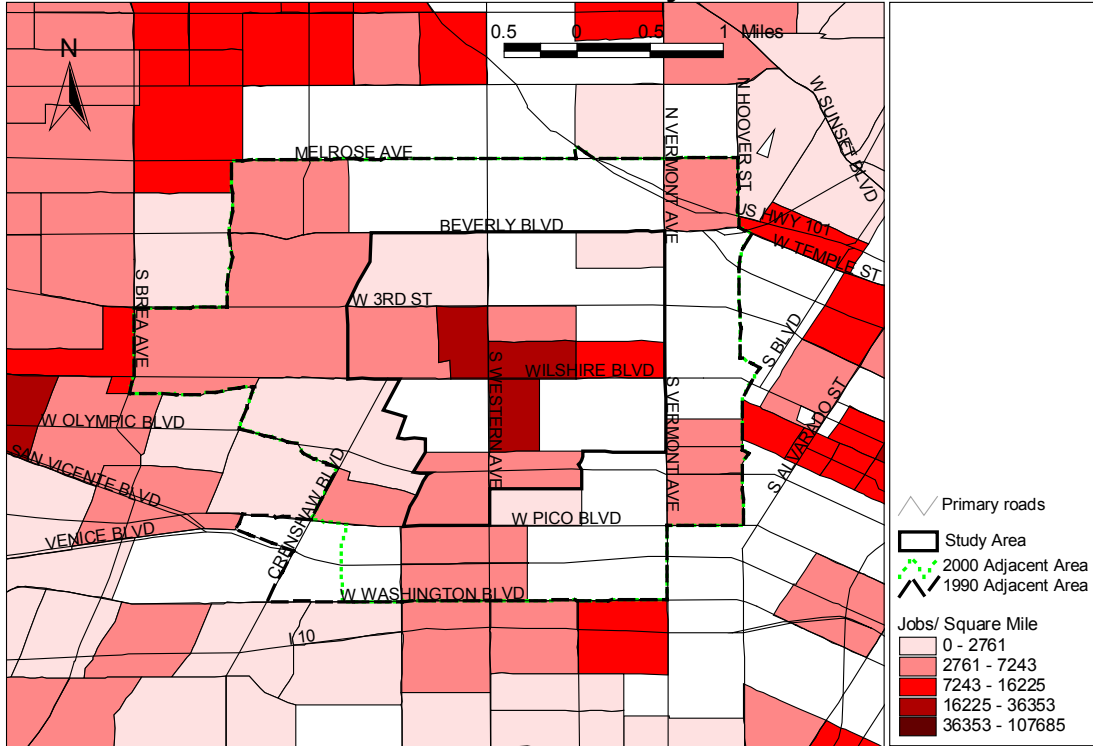 0.5 0 0.5 1 Miles
N
N HOOVER ST
W SUNSET BLVD
N VERMONT AVE
MELROSE AVE
US HWY 101
BEVERLY BLVD
W TEMPLE ST
S BREA AVE
W 3RD ST
S BLVD
WILSHIRE BLVD
S WESTERN AVE
S VERMONT AVE
S ALVARADO ST
W OLYMPIC BLVD
SAN VICENTE BLVD
CRENSHAW BLVD
W PICO BLVD
VENICE BLVD
W WASHINGTON BLVD
I 10
Primary roads
Study Area
2000 Adjacent Area
1990 Adjacent Area
Jobs/ Square Mile
0 - 2761
2761 - 7243
7243 - 16225
16225 - 36353
36353 - 107685